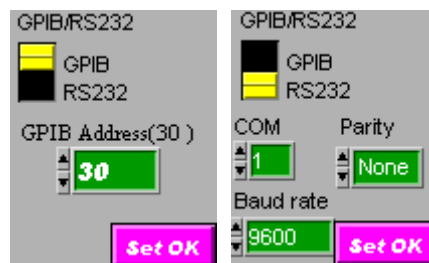 GPIB/RS232
GPIB
RS232
GPIB Address(30 )
30
Set OK
GPIB/RS232
GPIB
RS232
COM Parity
1 None
Baud rate
9600 Set OK